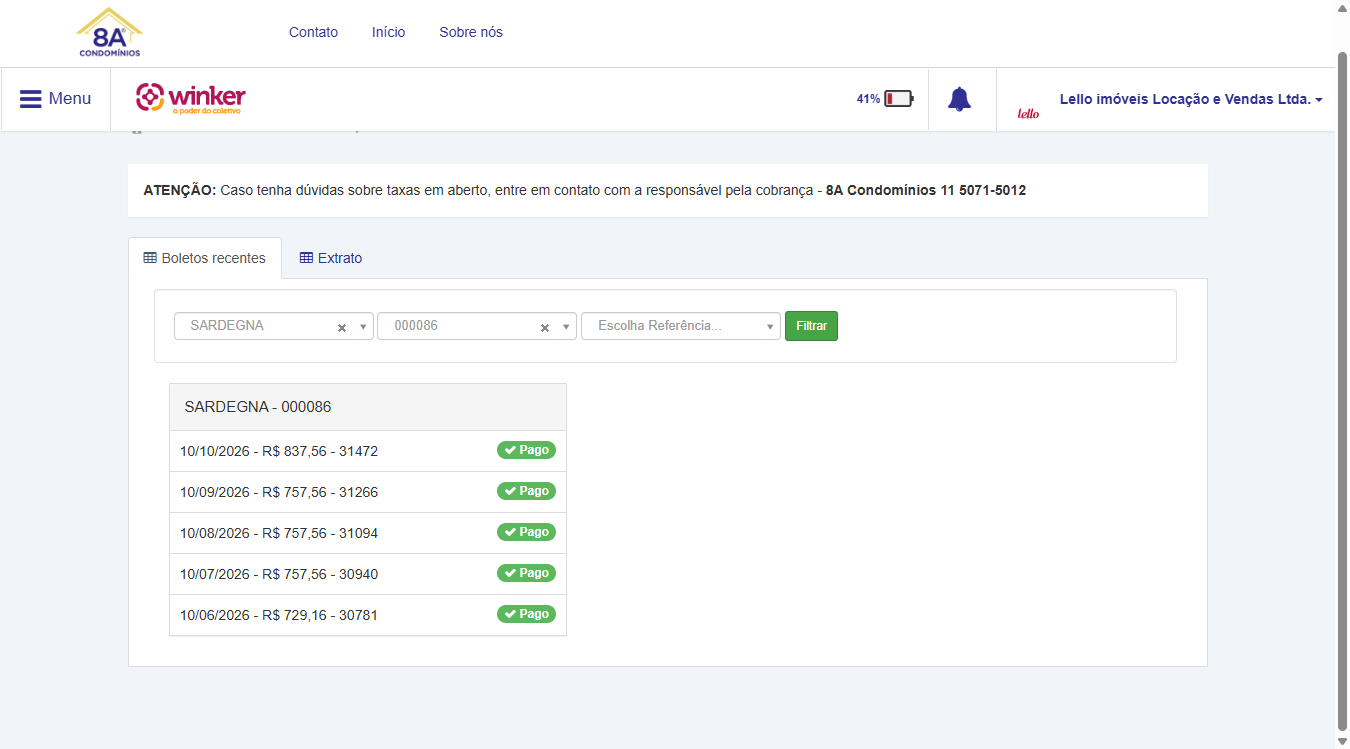 8A
CONDOMÍNIOS
Contato Início Sobre nós
Menu
winker
o poder do coletivo
41%
lello
Lello imóveis Locação e Vendas Ltda.
ATENÇÃO: Caso tenha dúvidas sobre taxas em aberto, entre em contato com a responsável pela cobrança - 8A Condomínios 11 5071-5012
Boletos recentes Extrato
SARDEGNA × 000086 × Escolha Referência... Filtrar
SARDEGNA - 000086
10/10/2026 - R$ 837,56 - 31472 Pago
10/09/2026 - R$ 757,56 - 31266 Pago
10/08/2026 - R$ 757,56 - 31094 Pago
10/07/2026 - R$ 757,56 - 30940 Pago
10/06/2026 - R$ 729,16 - 30781 Pago